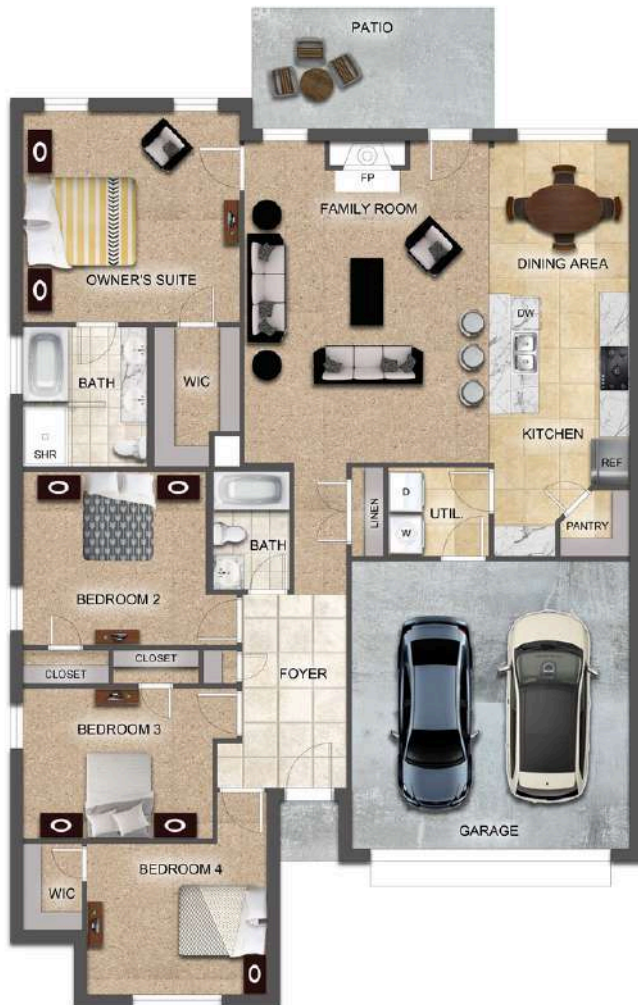 PATIO
FP
FAMILY ROOM
OWNER'S SUITE
DINING AREA
DW
BATH
WIC
KITCHEN
SHR
REF
D
LINEN
UTIL
W
PANTRY
BATH
BEDROOM 2
CLOSET
CLOSET
FOYER
BEDROOM 3
GARAGE
BEDROOM 4
WIC